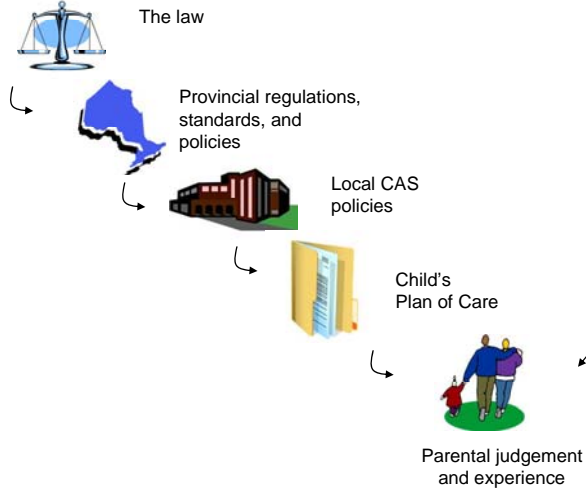 The law
Provincial regulations,
standards, and
policies
Local CAS
policies
Child's
Plan of Care
Parental judgement
and experience